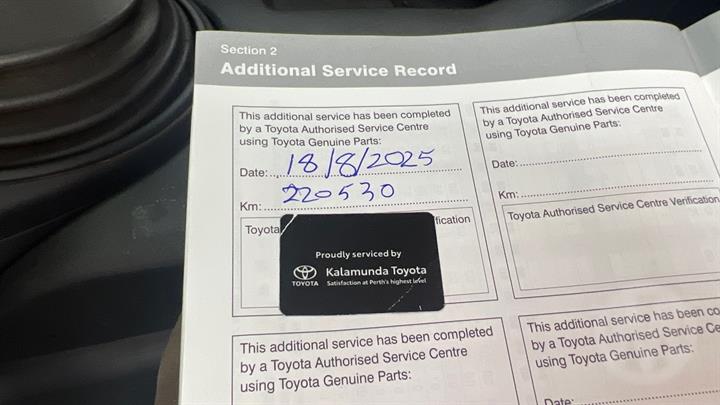 Section 2
Additional Service Record
This additional service has been completed
by a Toyota Authorised Service Centre
using Toyota Genuine Parts:
Date: 18/8/2025
Km: 220530
Toyota
fication
Proudly serviced by
TOYOTA
Kalamunda Toyota
Satisfaction at Perth's highest level
This additional service has been completed
by a Toyota Authorised Service Centre
using Toyota Genuine Parts:
Date:
Km:
Toyota Authorised Service Centre Verification
This additional service has been completed
by a Toyota Authorised Service Centre
using Toyota Genuine Parts:
This additional service has been co
by a Toyota Authorised Service Ce
using Toyota Genuine Parts:
Date: